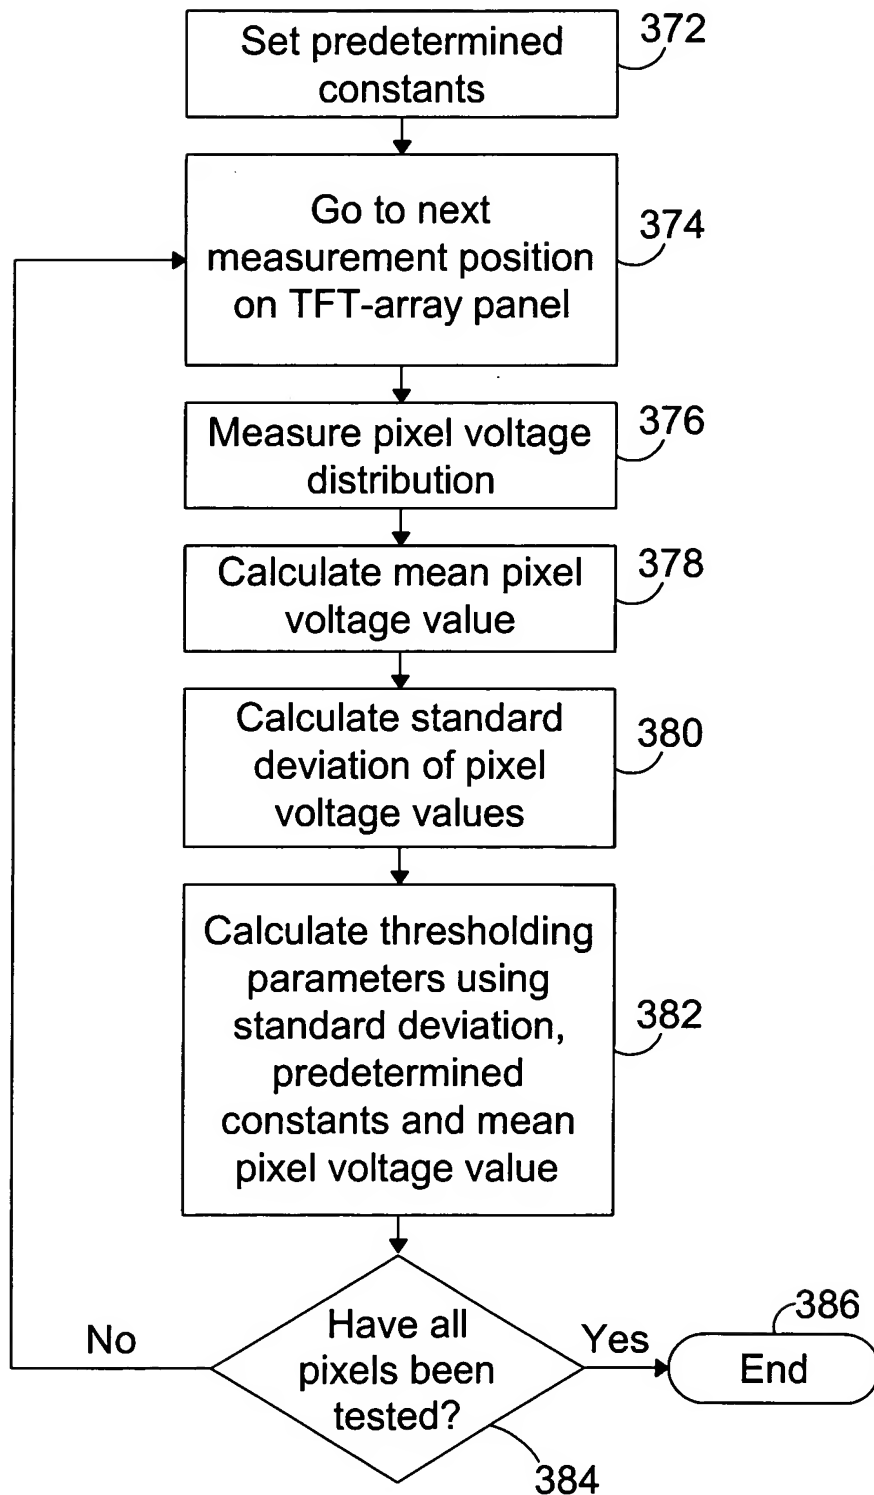 Set predetermined
constants
372
Go to next
measurement position
on TFT-array panel
374
Measure pixel voltage
distribution
376
Calculate mean pixel
voltage value
378
Calculate standard
deviation of pixel
voltage values
380
Calculate thresholding
parameters using
standard deviation,
predetermined
constants and mean
pixel voltage value
382
Have all
pixels been
tested?
384
No
Yes
End
386